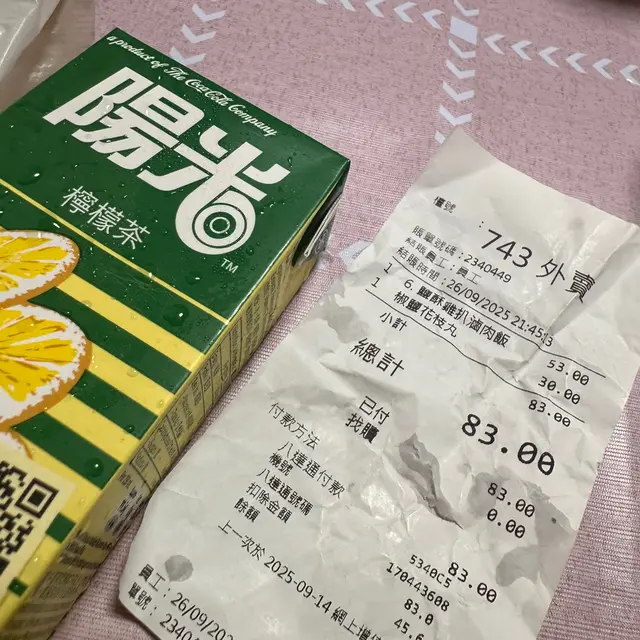 a product of The Coca-Cola Company
陽光
TM
檸檬茶
檯號 : 743 外賣
賬單號碼: 2340449
結賬員工: 員工
結賬時間: 26/09/2025 21:45
1 6.鹽酥雞扒滷肉飯 53.00
1 椒鹽花枝丸 30.00
小計 83.00
總計 83.00
已付 83.00
找贖 0.00
付款方法
八達通付款 83.00
機號 5340C5
八達通號碼 170443608
扣除金額 83.0
餘額 45.6
上一次於 2025-09-14 網上增值
員工: 26/09/202
單號: 2340